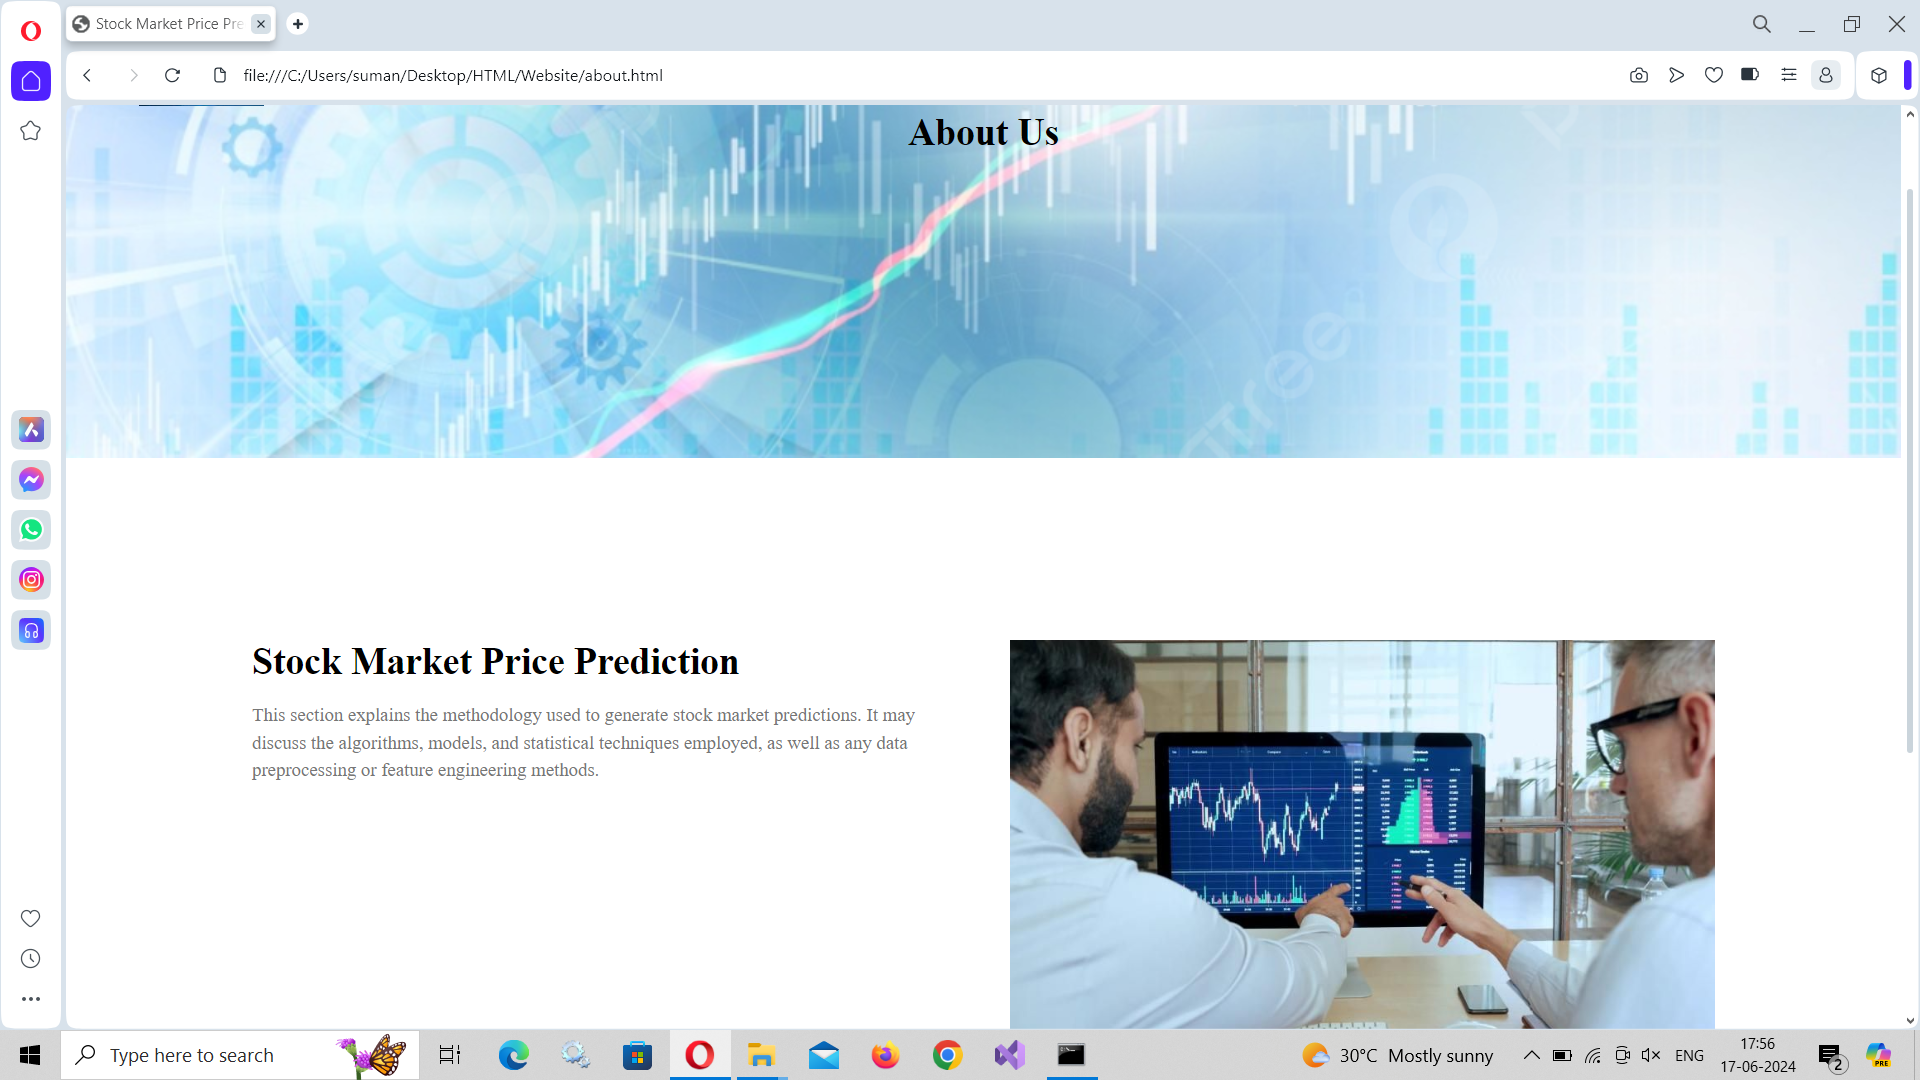 Stock Market Price Pre
file:///C:/Users/suman/Desktop/HTML/Website/about.html
About Us
Stock Market Price Prediction
This section explains the methodology used to generate stock market predictions. It may
discuss the algorithms, models, and statistical techniques employed, as well as any data
preprocessing or feature engineering methods.
Type here to search
30°C Mostly sunny
ENG
17:56
17-06-2024
2
PRE